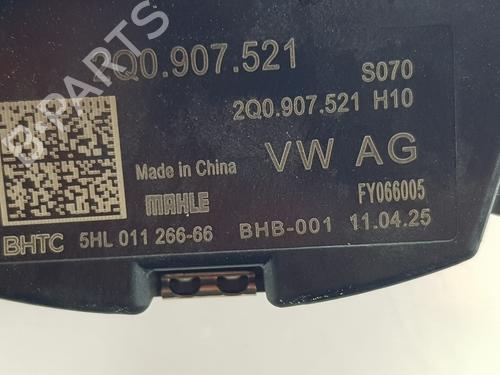 2Q0.907.521
S070
2Q0.907.521 H10
Made in China
VW AG
MAHLE
FY066005
BHTC 5HL 011 266-66 BHB-001 11.04.25
B-PARTS